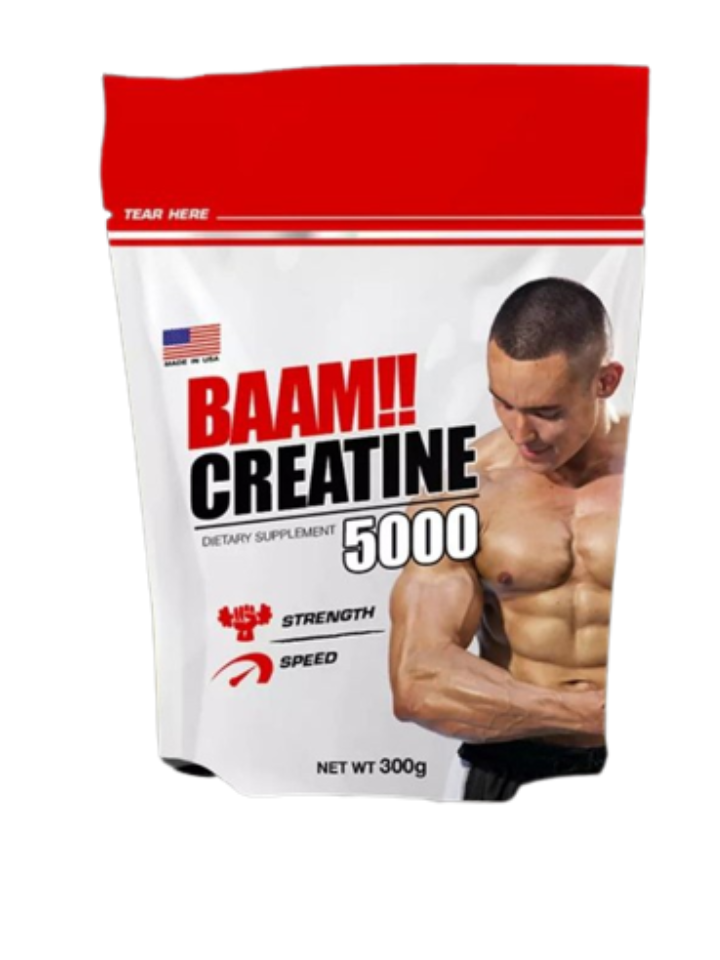 TEAR HERE
MADE IN USA
BAAM!!
CREATINE
DIETARY SUPPLEMENT
5000
STRENGTH
SPEED
NET WT 300g